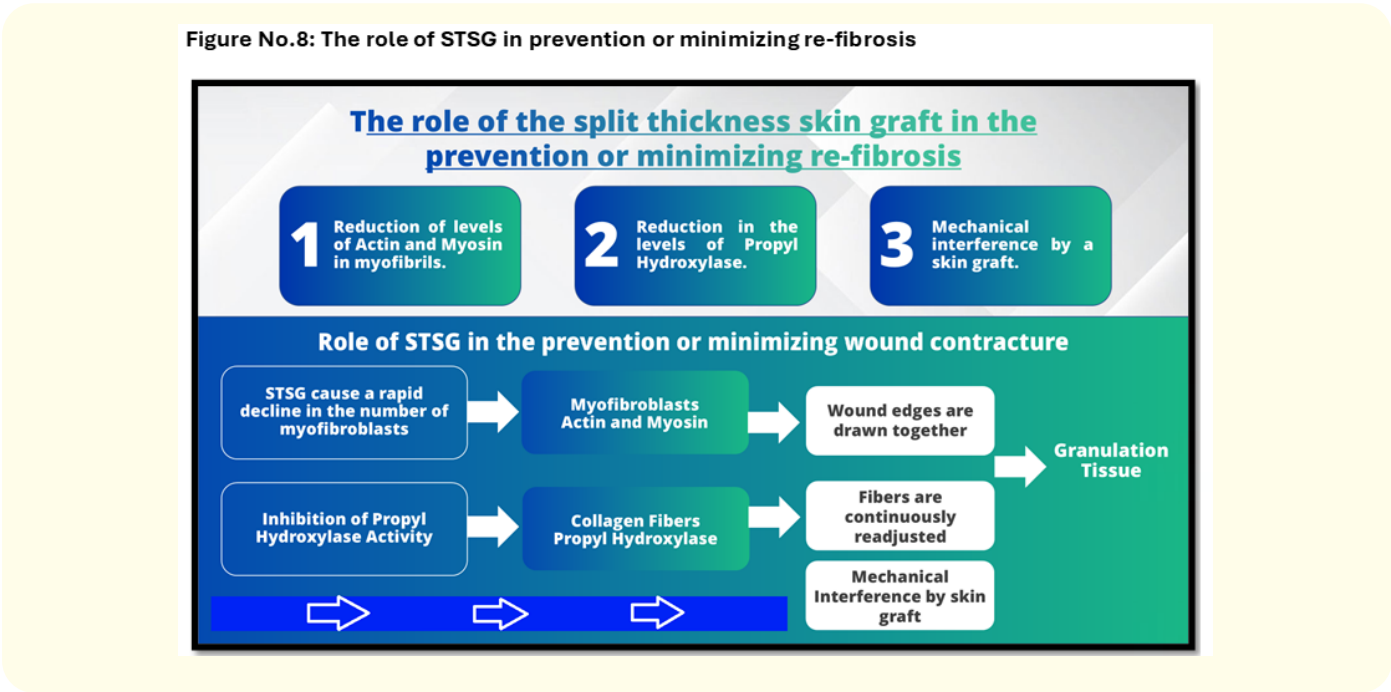 Figure No.8: The role of STSG in prevention or minimizing re-fibrosis
The role of the split thickness skin graft in the
prevention or minimizing re-fibrosis
1
Reduction of levels
of Actin and Myosin
in myofibrils.
2
Reduction in the
levels of Propyl
Hydroxylase.
3
Mechanical
interference by a
skin graft.
Role of STSG in the prevention or minimizing wound contracture
STSG cause a rapid
decline in the number of
myofibroblasts
Myofibroblasts
Actin and Myosin
Wound edges are
drawn together
Granulation
Tissue
Inhibition of Propyl
Hydroxylase Activity
Collagen Fibers
Propyl Hydroxylase
Fibers are
continuously
readjusted
Mechanical
Interference by skin
graft